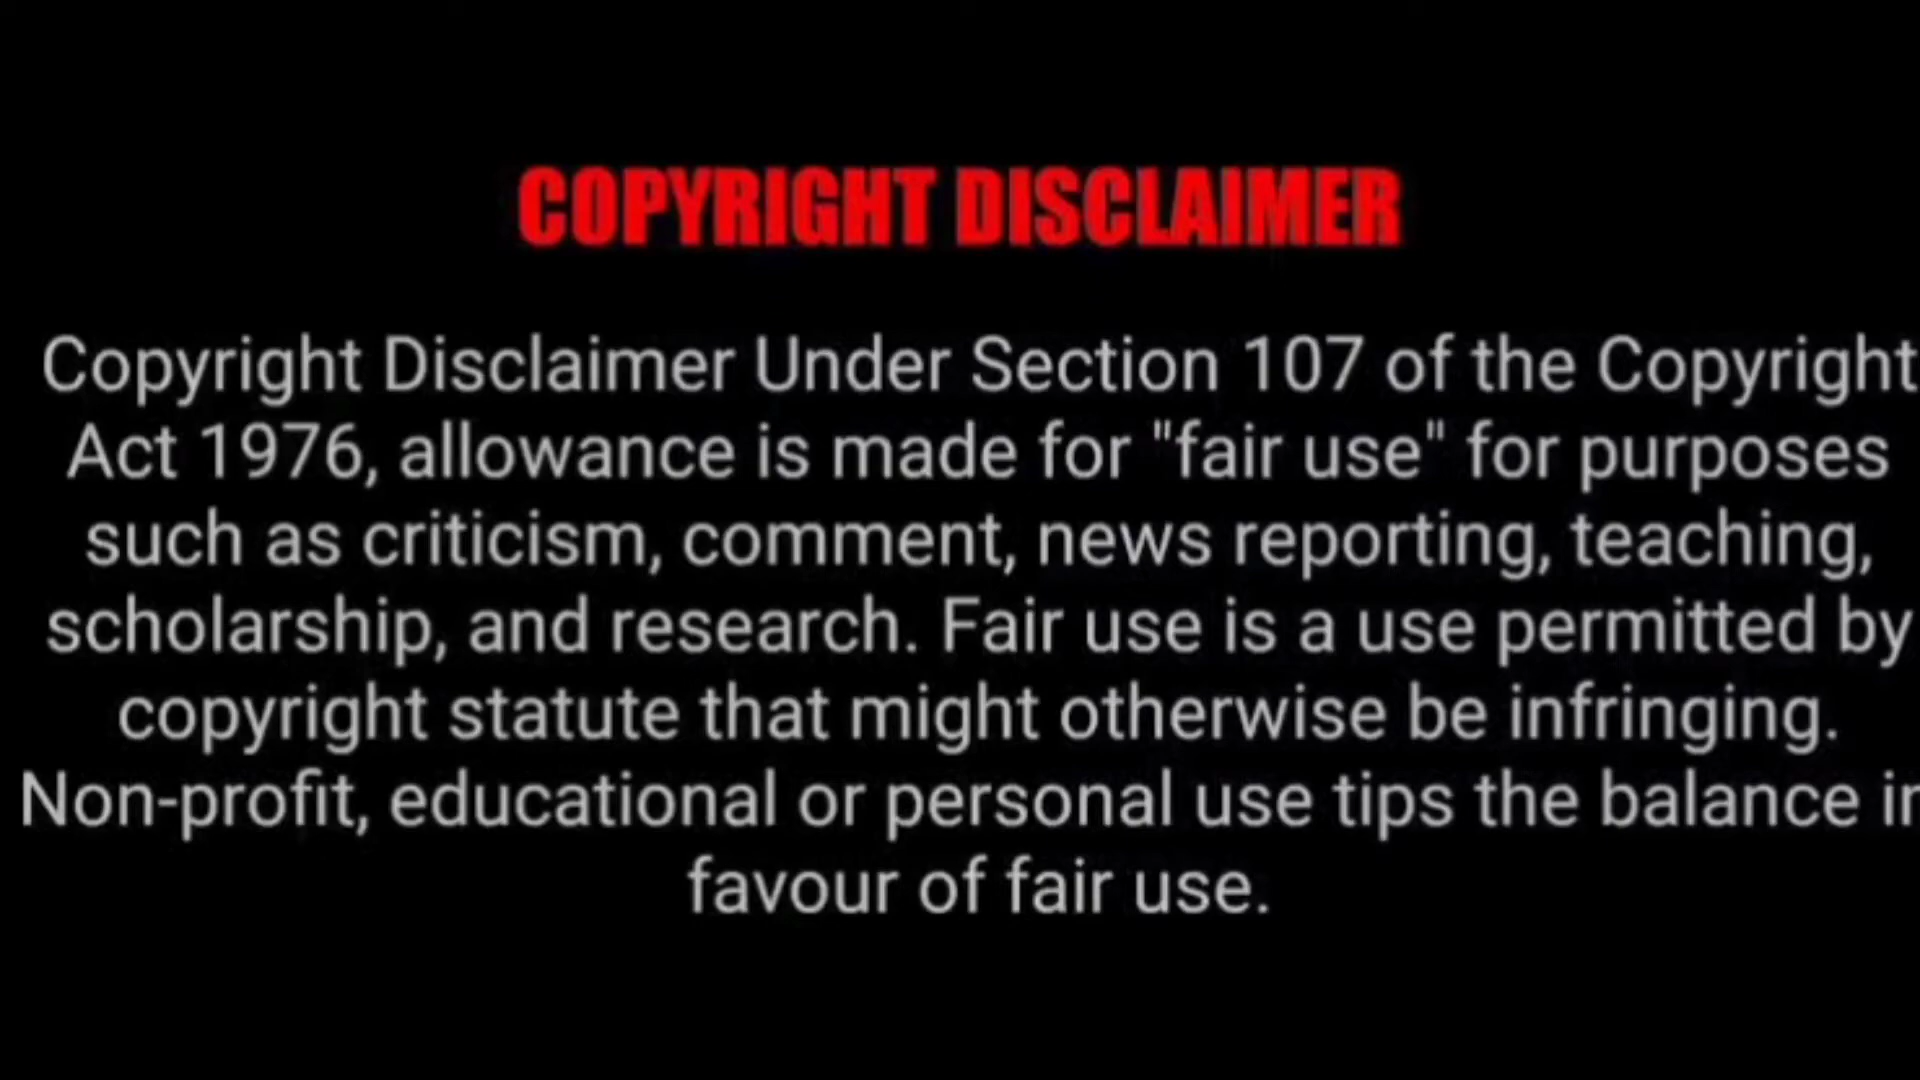 COPYRIGHT DISCLAIMER
Copyright Disclaimer Under Section 107 of the Copyright
Act 1976, allowance is made for "fair use" for purposes
such as criticism, comment, news reporting, teaching,
scholarship, and research. Fair use is a use permitted by
copyright statute that might otherwise be infringing.
Non-profit, educational or personal use tips the balance in
favour of fair use.